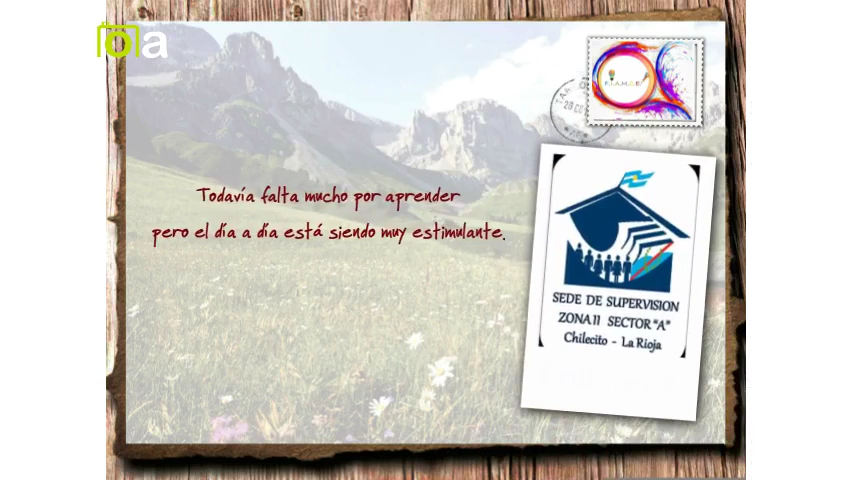 oa
F.I.A.M.C.E.
Todavía falta mucho por aprender
pero el día a día está siendo muy estimulante.
SEDE DE SUPERVISION
ZONA II SECTOR "A"
Chilecito - La Rioja